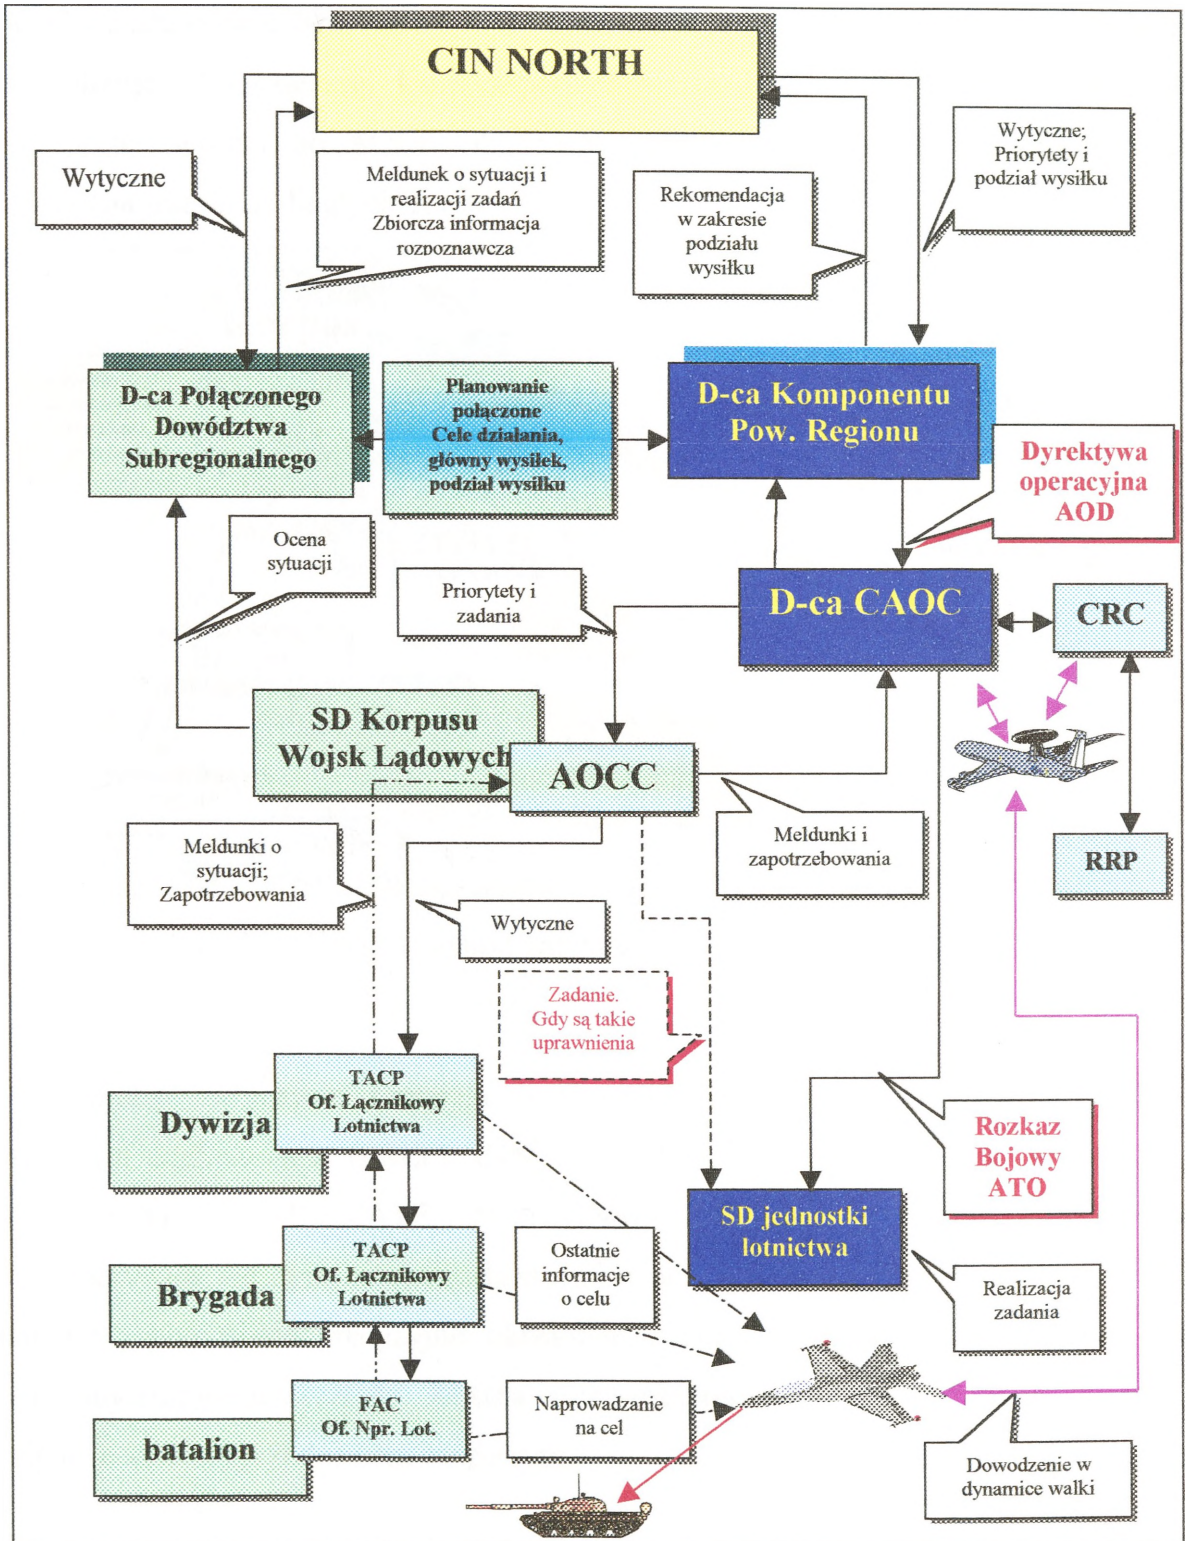 CIN NORTH
Wytyczne
Meldunek o sytuacji i
realizacji zadań
Zbiorcza informacja
rozpoznawcza
Rekomendacja
w zakresie
podziału
wysiłku
Wytyczne;
Priorytety i
podział wysiłku
D-ca Połączonego
Dowództwa
Subregionalnego
Planowanie
połączone
Cele działania,
główny wysiłek,
podział wysiłku
D-ca Komponentu
Pow. Regionu
Dyrektywa
operacyjna
AOD
Ocena
sytuacji
Priorytety i
zadania
D-ca CAOC
CRC
SD Korpusu
Wojsk Lądowych
AOCC
Meldunki o
sytuacji;
Zapotrzebowania
Meldunki i
zapotrzebowania
RRP
Wytyczne
Zadanie.
Gdy są takie
uprawnienia
TACP
Of. Łącznikowy
Lotnictwa
Dywizja
Rozkaz
Bojowy
ATO
SD jednostki
lotnictwa
TACP
Of. Łącznikowy
Lotnictwa
Brygada
Ostatnie
informacje
o celu
Realizacja
zadania
FAC
Of. Npr. Lot.
batalion
Naprowadzanie
na cel
Dowodzenie w
dynamice walki